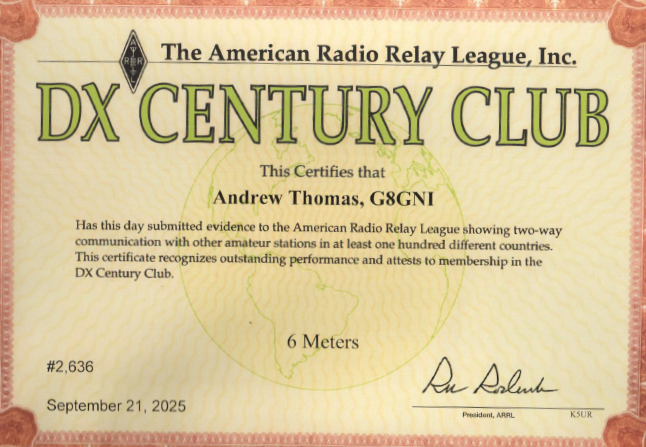 The American Radio Relay League, Inc.
DX CENTURY CLUB
This Certifies that
Andrew Thomas, G8GNI
Has this day submitted evidence to the American Radio Relay League showing two-way
communication with other amateur stations in at least one hundred different countries.
This certificate recognizes outstanding performance and attests to membership in the
DX Century Club.
6 Meters
#2,636
September 21, 2025
President, ARRL
K5UR